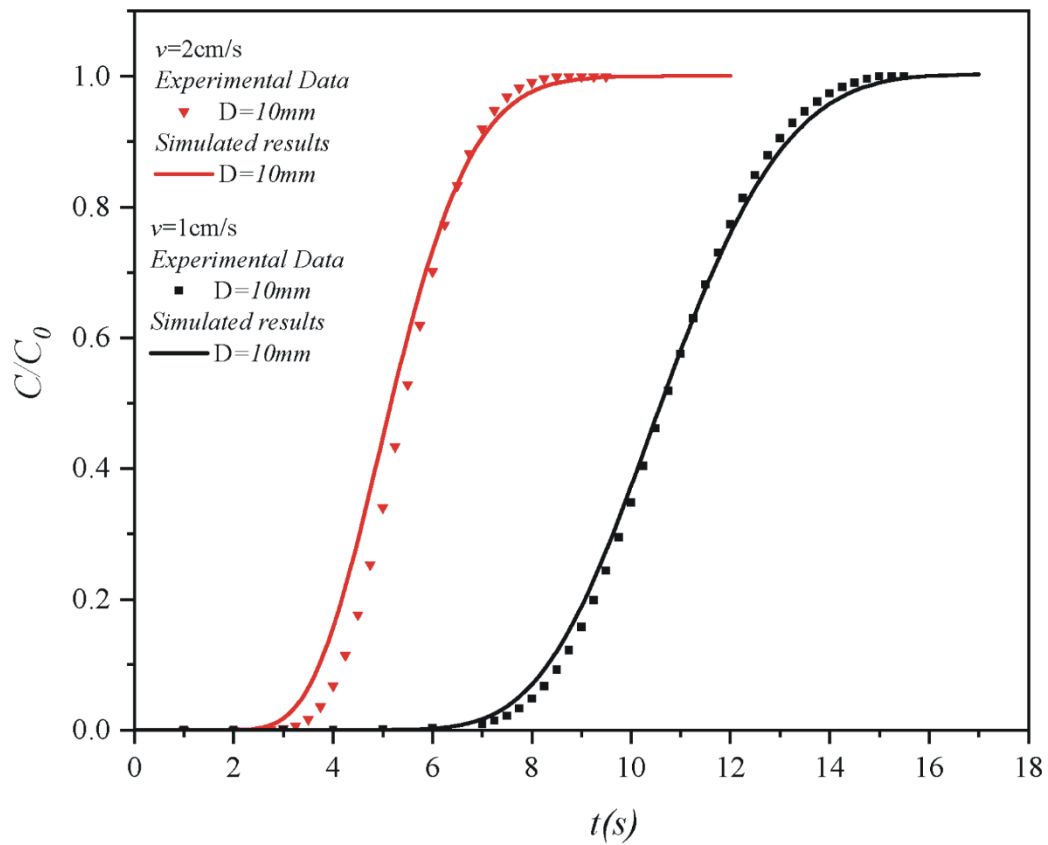 v=2cm/s
Experimental Data
D=10mm
Simulated results
D=10mm
v=1cm/s
Experimental Data
D=10mm
Simulated results
D=10mm
C/C0
1.0
0.8
0.6
0.4
0.2
0.0
0 2 4 6 8 10 12 14 16 18
t(s)